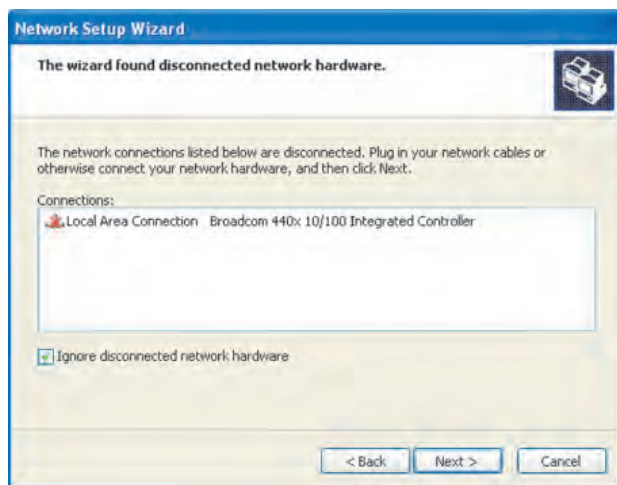 Network Setup Wizard
The wizard found disconnected network hardware.
The network connections listed below are disconnected. Plug in your network cables or
otherwise connect your network hardware, and then click Next.
Connections:
Local Area Connection Broadcom 440x 10/100 Integrated Controller
Ignore disconnected network hardware
< Back Next > Cancel